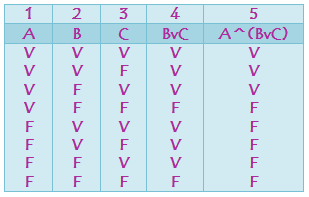 1 2 3 4 5
A B C BvC A^(BvC)
V V V V V
V V F V V
V F V V V
V F F F F
F V V V F
F V F V F
F F V V F
F F F F F